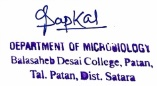 Sapkal
DEPARTMENT OF MICROBIOLOGY
Balasaheb Desai College, Patan,
Tal. Patan, Dist. Satara